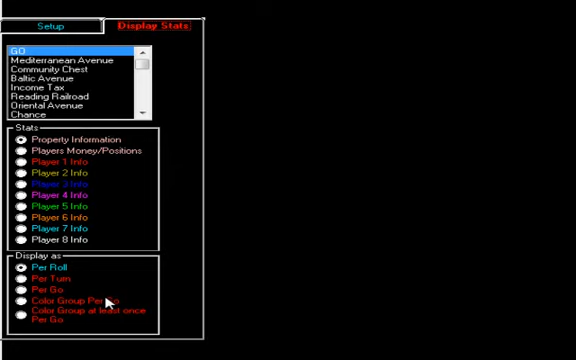 Setup
Display Stats
GO
Mediterranean Avenue
Community Chest
Baltic Avenue
Income Tax
Reading Railroad
Oriental Avenue
Chance
Stats
Property Information
Players Money/Positions
Player 1 Info
Player 2 Info
Player 3 Info
Player 4 Info
Player 5 Info
Player 6 Info
Player 7 Info
Player 8 Info
Display as
Per Roll
Per Turn
Per Go
Color Group Per Go
Color Group at least once
Per Go